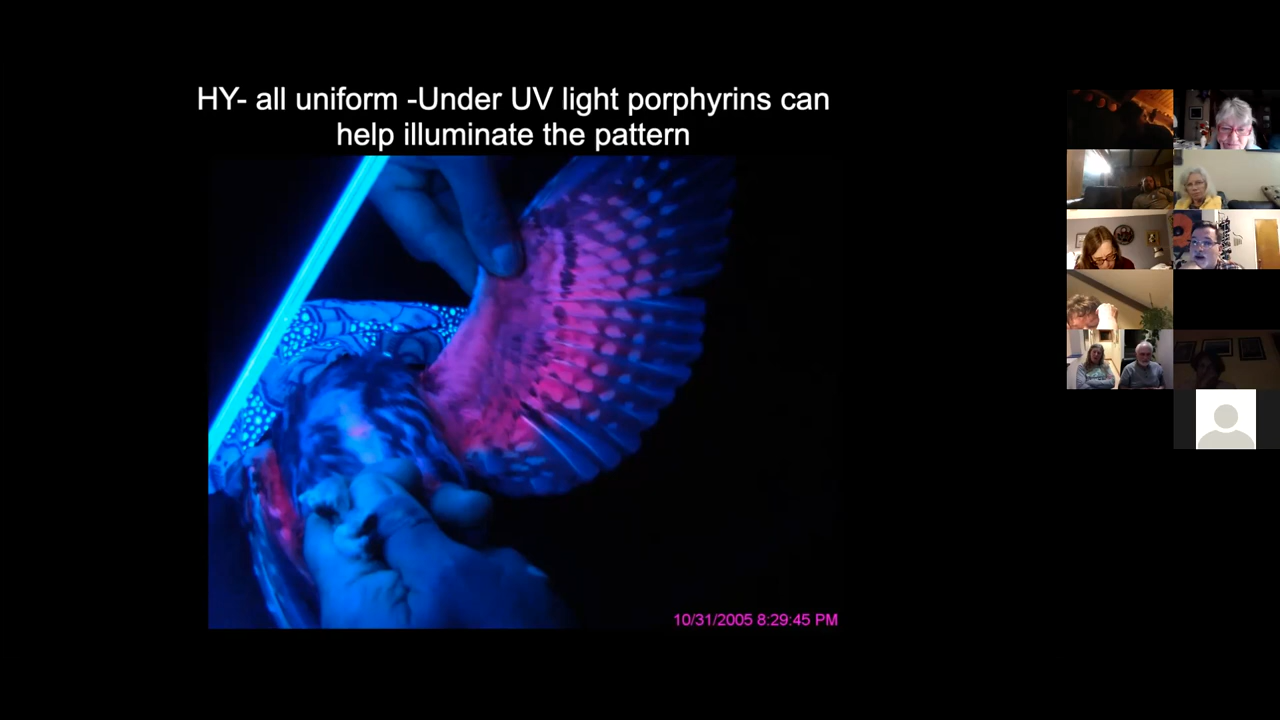 HY- all uniform -Under UV light porphyrins can
help illuminate the pattern
10/31/2005 8:29:45 PM